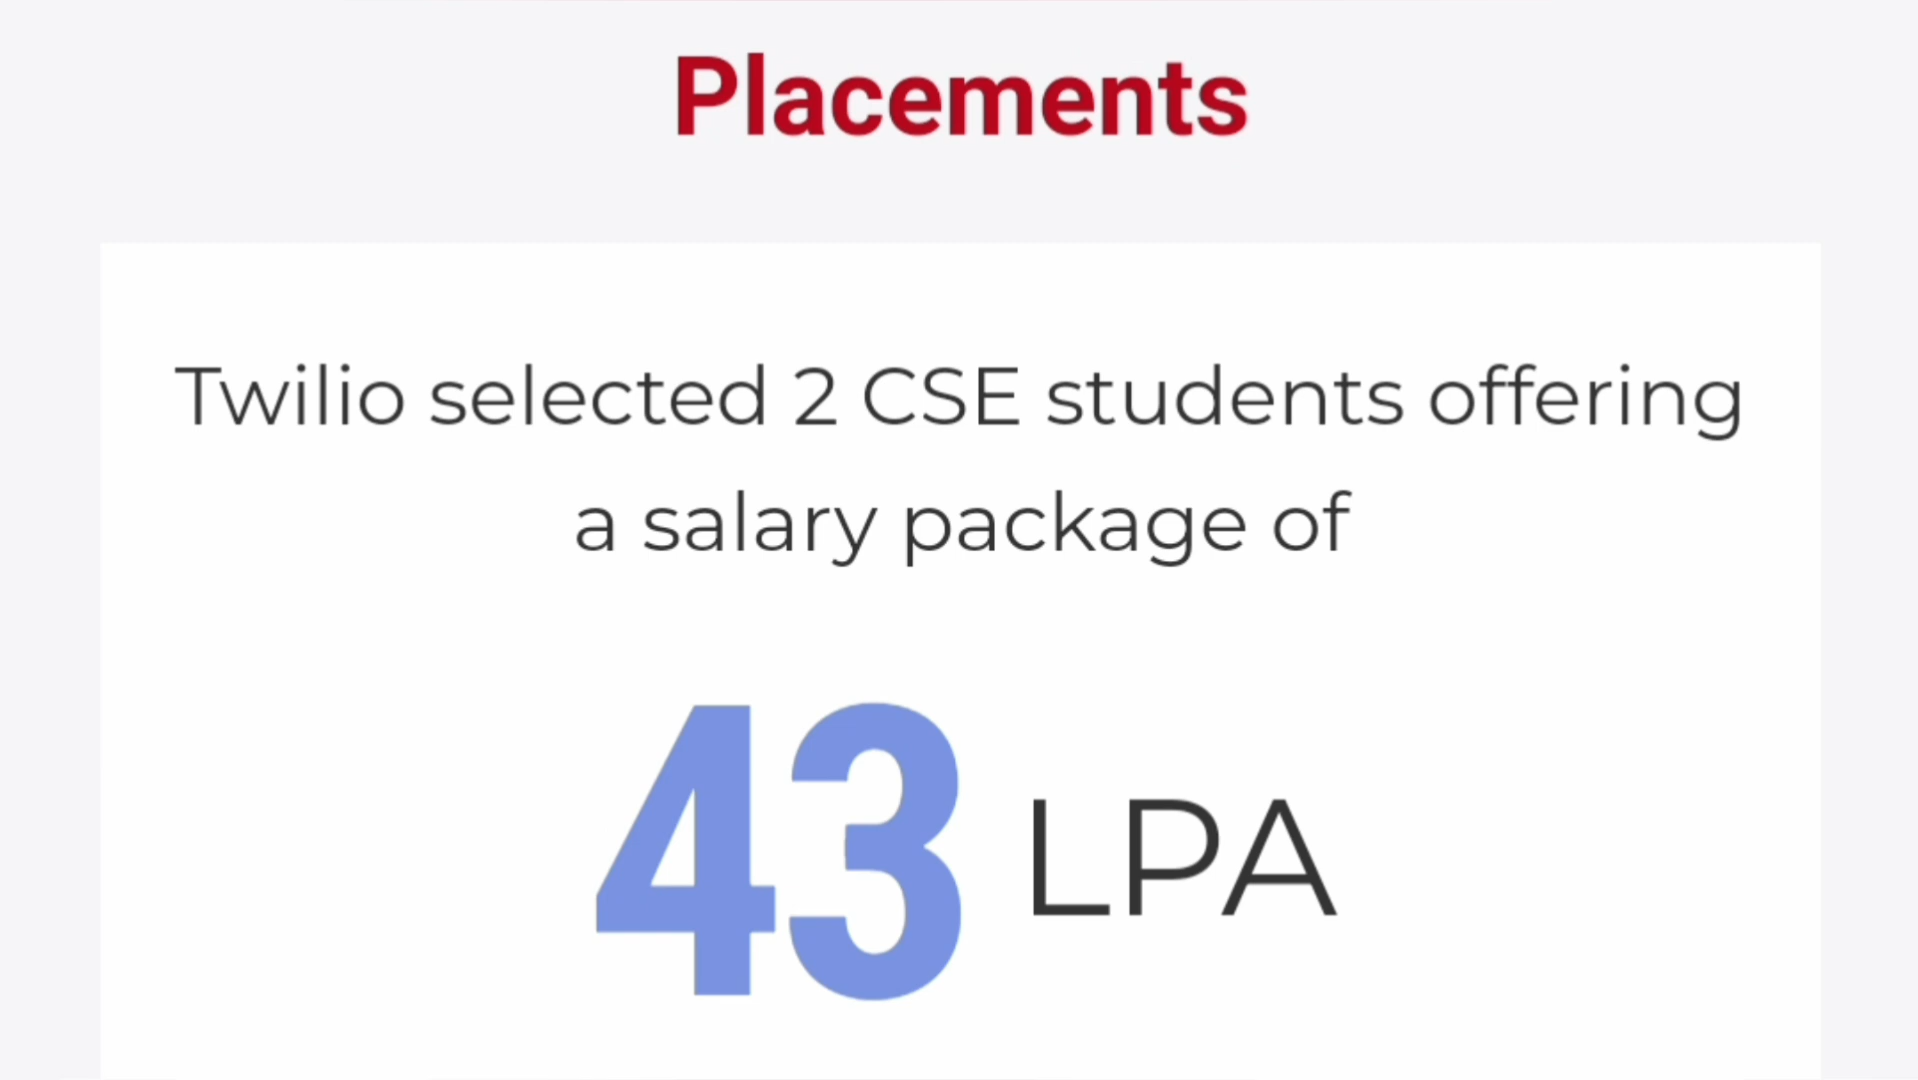 Placements
Twilio selected 2 CSE students offering
a salary package of
43 LPA